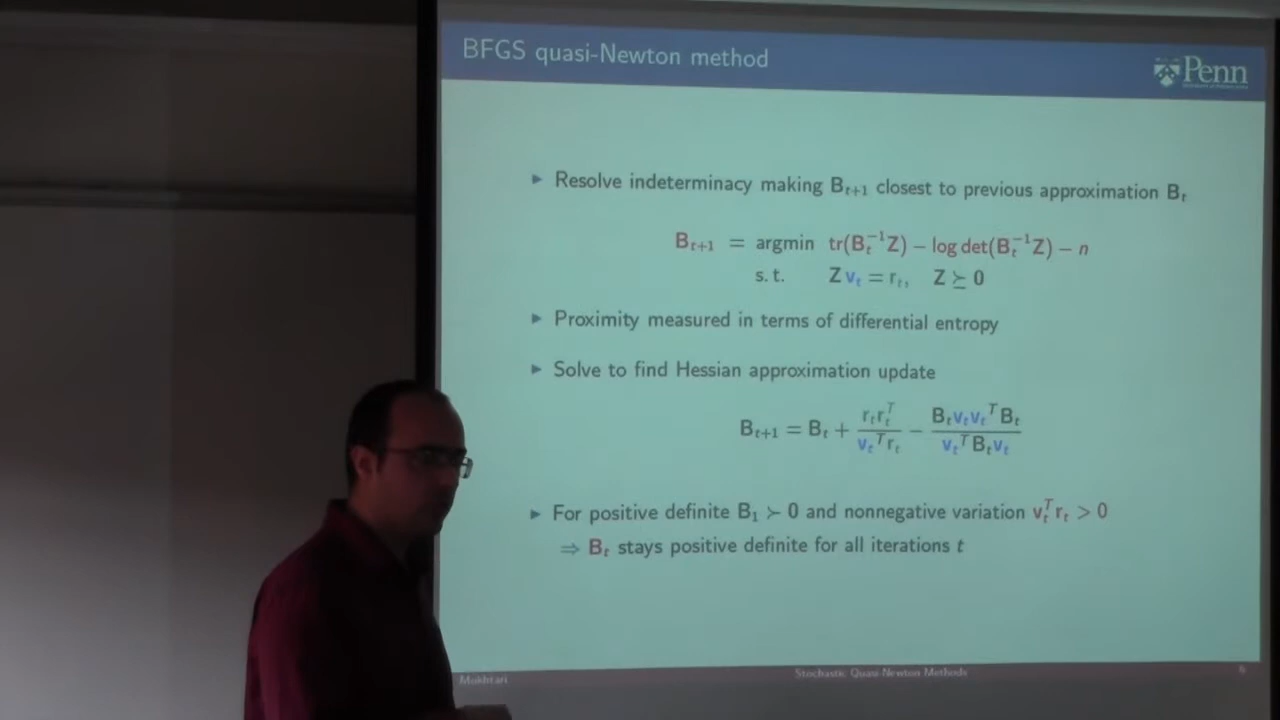 BFGS quasi-Newton method
Penn
▸ Resolve indeterminacy making B_{t+1} closest to previous approximation B_t
B_{t+1} = argmin tr(B_t^{-1}Z) − log det(B_t^{-1}Z) − n
s. t. Z v_t = r_t, Z ⪰ 0
▸ Proximity measured in terms of differential entropy
▸ Solve to find Hessian approximation update
B_{t+1} = B_t + \frac{r_t r_t^T}{v_t^T r_t} − \frac{B_t v_t v_t^T B_t}{v_t^T B_t v_t}
▸ For positive definite B_1 ≻ 0 and nonnegative variation v_t^T r_t > 0
⇒ B_t stays positive definite for all iterations t
Mokhtari Stochastic Quasi-Newton Methods 6